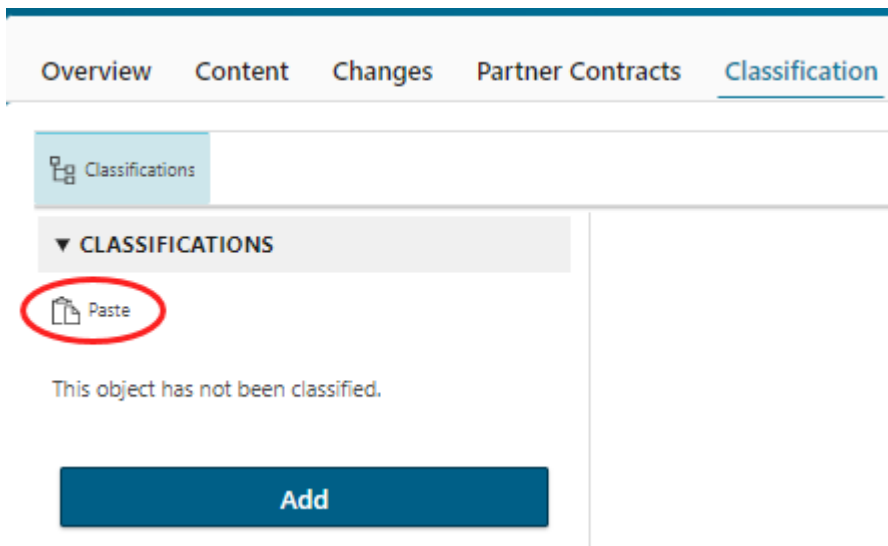 Overview Content Changes Partner Contracts Classification
Classifications
▼ CLASSIFICATIONS
Paste
This object has not been classified.
Add